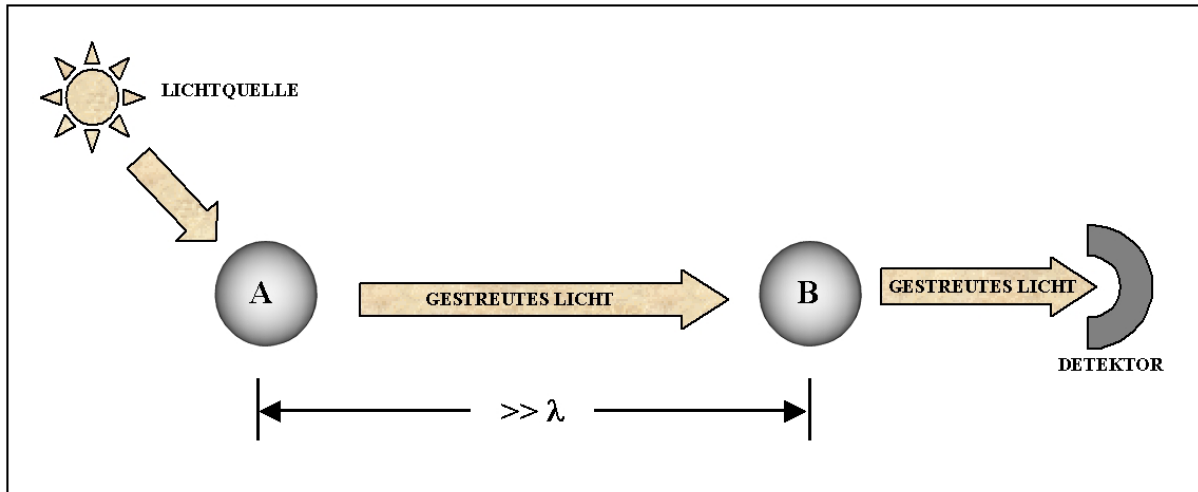 LICHTQUELLE
A
GESTREUTES LICHT
B
GESTREUTES LICHT
DETEKTOR
>> λ